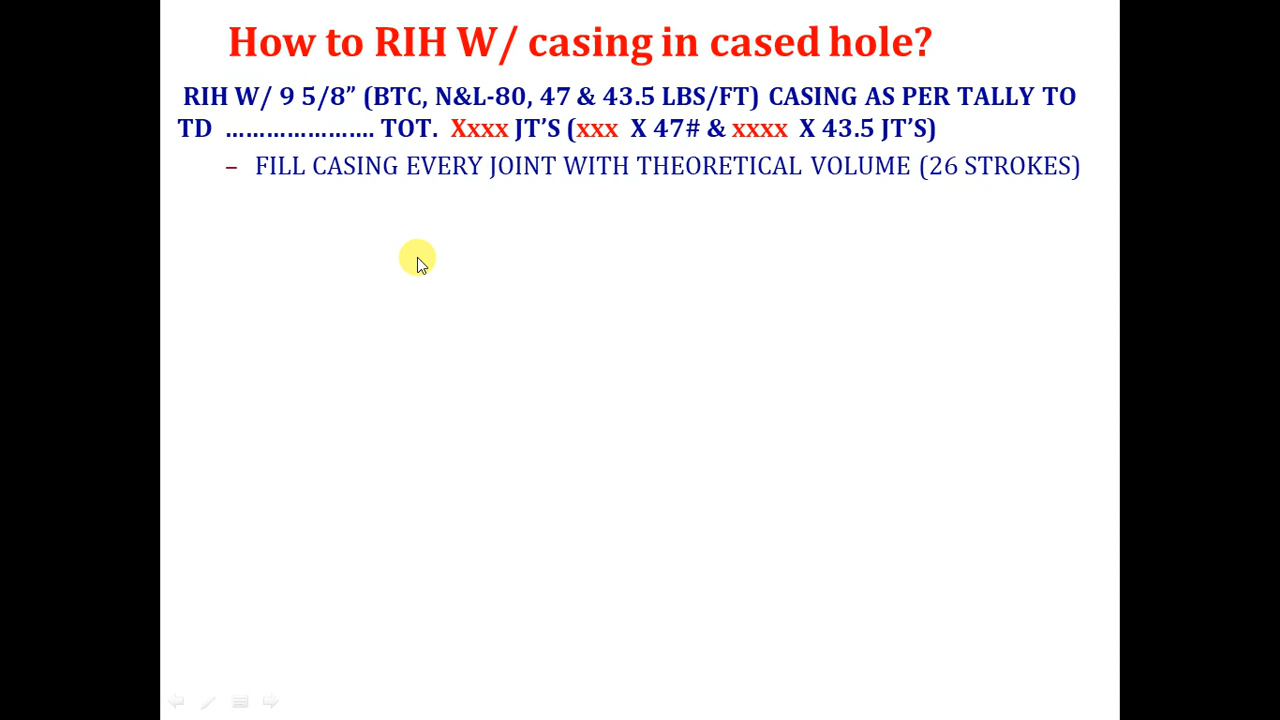 How to RIH W/ casing in cased hole?
RIH W/ 9 5/8” (BTC, N&L-80, 47 & 43.5 LBS/FT) CASING AS PER TALLY TO
TD …………………. TOT. Xxxx JT’S (xxx X 47# & xxxx X 43.5 JT’S)
– FILL CASING EVERY JOINT WITH THEORETICAL VOLUME (26 STROKES)